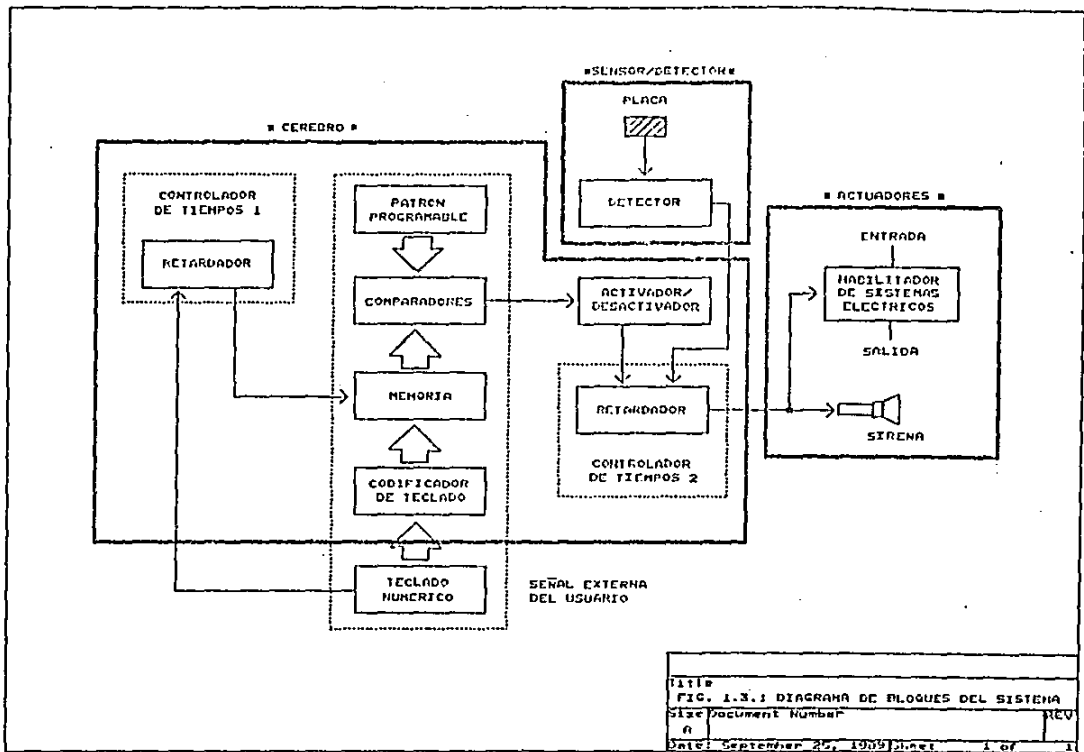 *SENSOR/DETECTOR*
PLACA
DETECTOR
* CEREBRO *
CONTROLADOR
DE TIEMPOS 1
RETARDADOR
PATRON
PROGRAMABLE
COMPARADORES
MEMORIA
CODIFICADOR
DE TECLADO
TECLADO
NUMERICO
SEÑAL EXTERNA
DEL USUARIO
ACTIVADOR/
DESACTIVADOR
RETARDADOR
CONTROLADOR
DE TIEMPOS 2
* ACTUADORES *
ENTRADA
HABILITADOR
DE SISTEMAS
ELECTRICOS
SALIDA
SIRENA
Title
FIG. 1.3.1 DIAGRAMA DE BLOQUES DEL SISTEMA
Size Document Number REV
A
Date: September 25, 1989 Sheet 1 of 1